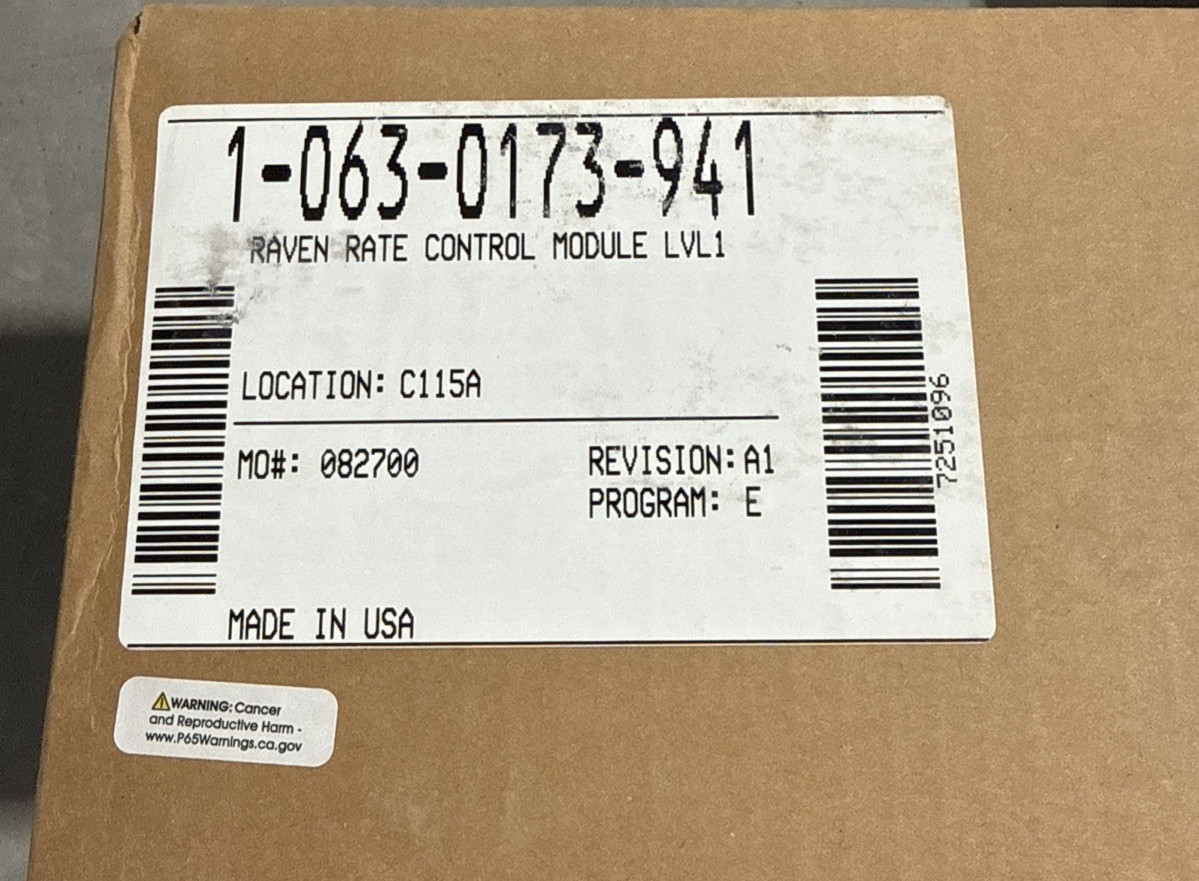 1-063-0173-941
RAVEN RATE CONTROL MODULE LVL1
LOCATION: C115A
MO#: 082700
REVISION: A1
PROGRAM: E
7251096
MADE IN USA
WARNING: Cancer
and Reproductive Harm -
www.P65Warnings.ca.gov